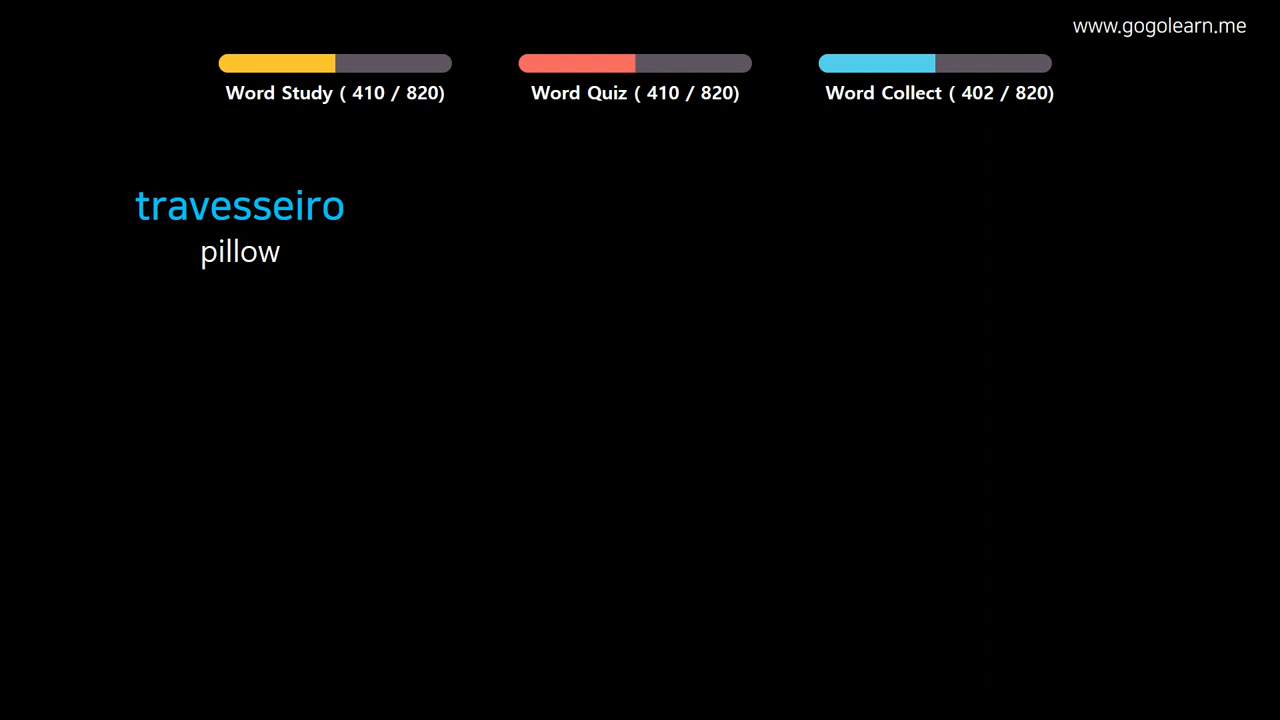 www.gogolearn.me
Word Study ( 410 / 820)
Word Quiz ( 410 / 820)
Word Collect ( 402 / 820)
travesseiro
pillow